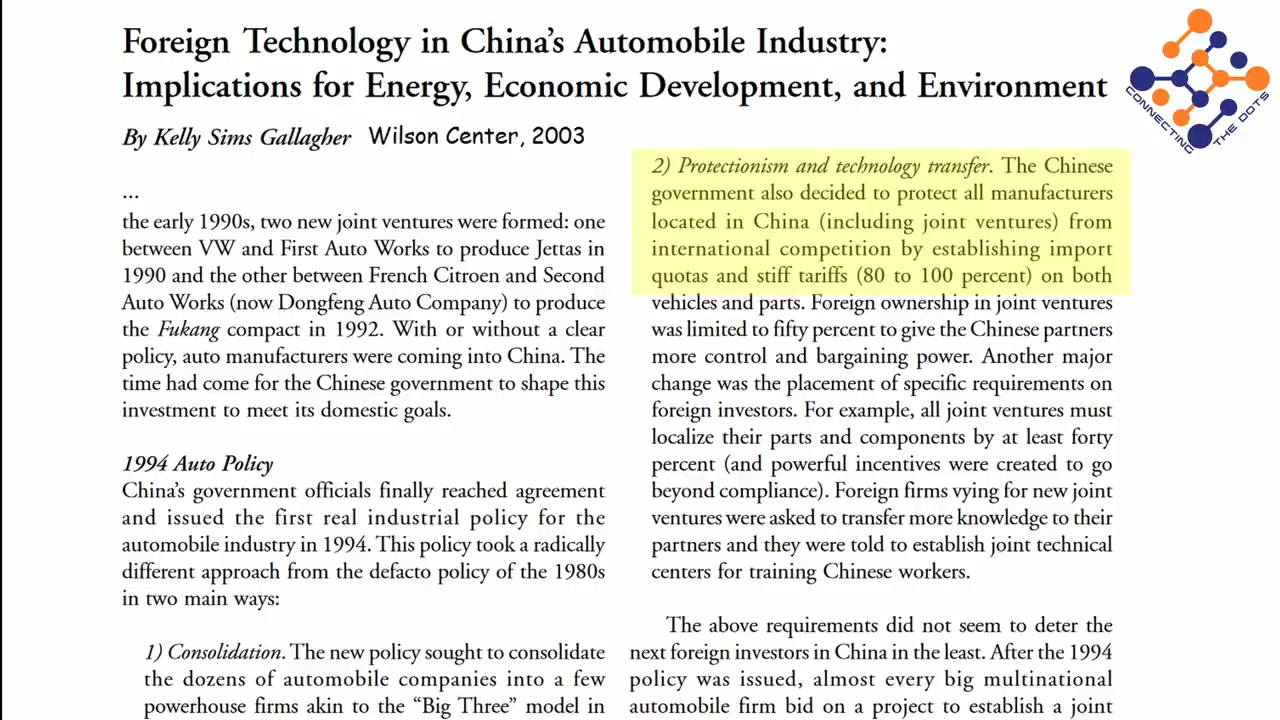 Foreign Technology in China's Automobile Industry:
Implications for Energy, Economic Development, and Environment
By Kelly Sims Gallagher Wilson Center, 2003
CONNECTING THE DOTS
...
the early 1990s, two new joint ventures were formed: one
between VW and First Auto Works to produce Jettas in
1990 and the other between French Citroen and Second
Auto Works (now Dongfeng Auto Company) to produce
the Fukang compact in 1992. With or without a clear
policy, auto manufacturers were coming into China. The
time had come for the Chinese government to shape this
investment to meet its domestic goals.
1994 Auto Policy
China's government officials finally reached agreement
and issued the first real industrial policy for the
automobile industry in 1994. This policy took a radically
different approach from the defacto policy of the 1980s
in two main ways:
1) Consolidation. The new policy sought to consolidate
the dozens of automobile companies into a few
powerhouse firms akin to the “Big Three” model in
2) Protectionism and technology transfer. The Chinese
government also decided to protect all manufacturers
located in China (including joint ventures) from
international competition by establishing import
quotas and stiff tariffs (80 to 100 percent) on both
vehicles and parts. Foreign ownership in joint ventures
was limited to fifty percent to give the Chinese partners
more control and bargaining power. Another major
change was the placement of specific requirements on
foreign investors. For example, all joint ventures must
localize their parts and components by at least forty
percent (and powerful incentives were created to go
beyond compliance). Foreign firms vying for new joint
ventures were asked to transfer more knowledge to their
partners and they were told to establish joint technical
centers for training Chinese workers.
The above requirements did not seem to deter the
next foreign investors in China in the least. After the 1994
policy was issued, almost every big multinational
automobile firm bid on a project to establish a joint